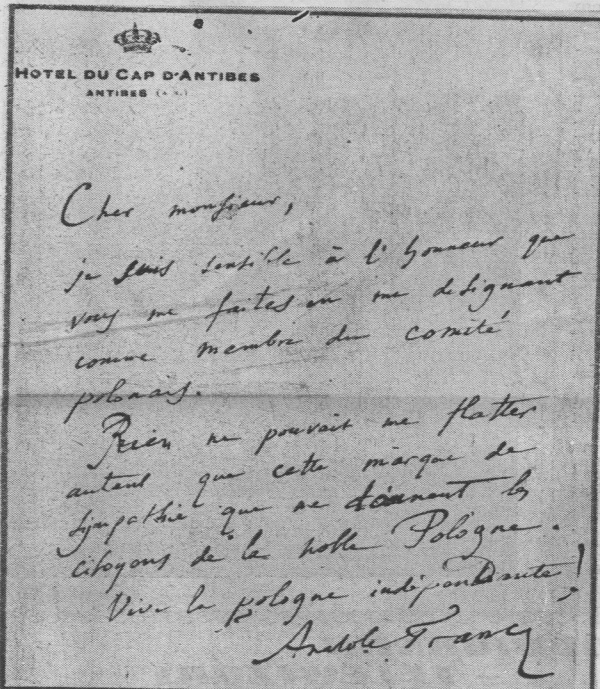 HOTEL DU CAP D'ANTIBES
ANTIBES (A.M.)
Cher monsieur,
je suis sensible à l'honneur que
vous me faites en me designant
comme membre du comité
polonais.
Rien ne pouvait me flatter
autant que cette marque de
sympathie que me donnent les
citoyens de la noble Pologne.
Vive la pologne indépendante!
Anatole France